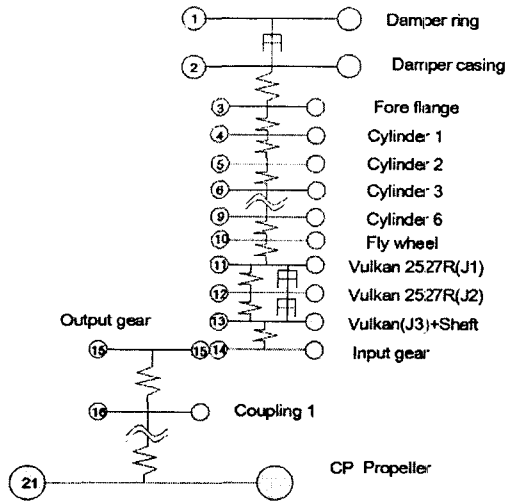 1 Damper ring
2 Damper casing
3 Fore flange
4 Cylinder 1
5 Cylinder 2
6 Cylinder 3
9 Cylinder 6
10 Fly wheel
11 Vulkan 2527R(J1)
12 Vulkan 2527R(J2)
13 Vulkan(J3)+Shaft
Output gear
15 15 14 Input gear
16 Coupling 1
21 CP Propeller